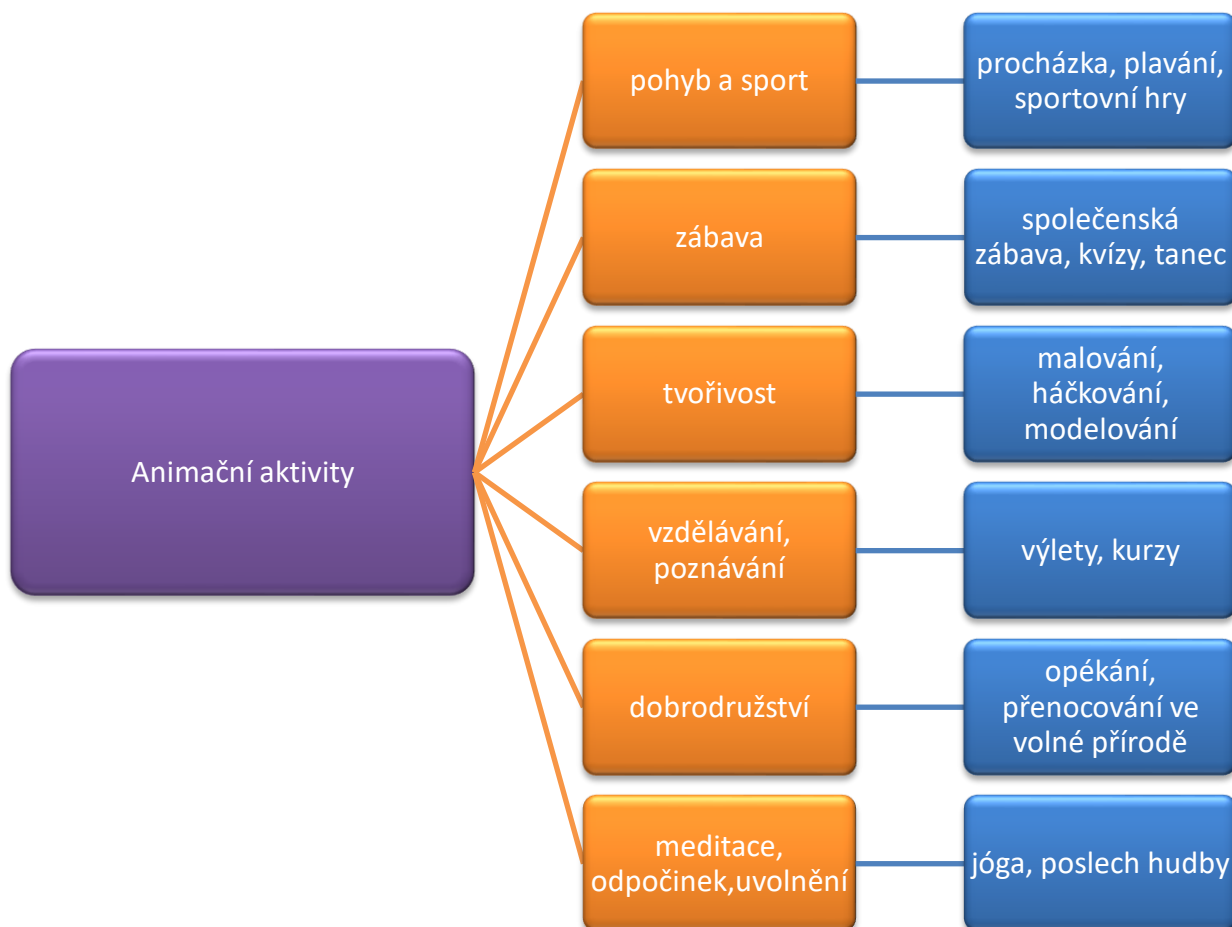 pohyb a sport
procházka, plavání,
sportovní hry
zábava
společenská
zábava, kvízy, tanec
Animační aktivity
tvořivost
malování,
háčkování,
modelování
vzdělávání,
poznávání
výlety, kurzy
dobrodružství
opékání,
přenocování ve
volné přírodě
meditace,
odpočinek,uvolnění
jóga, poslech hudby